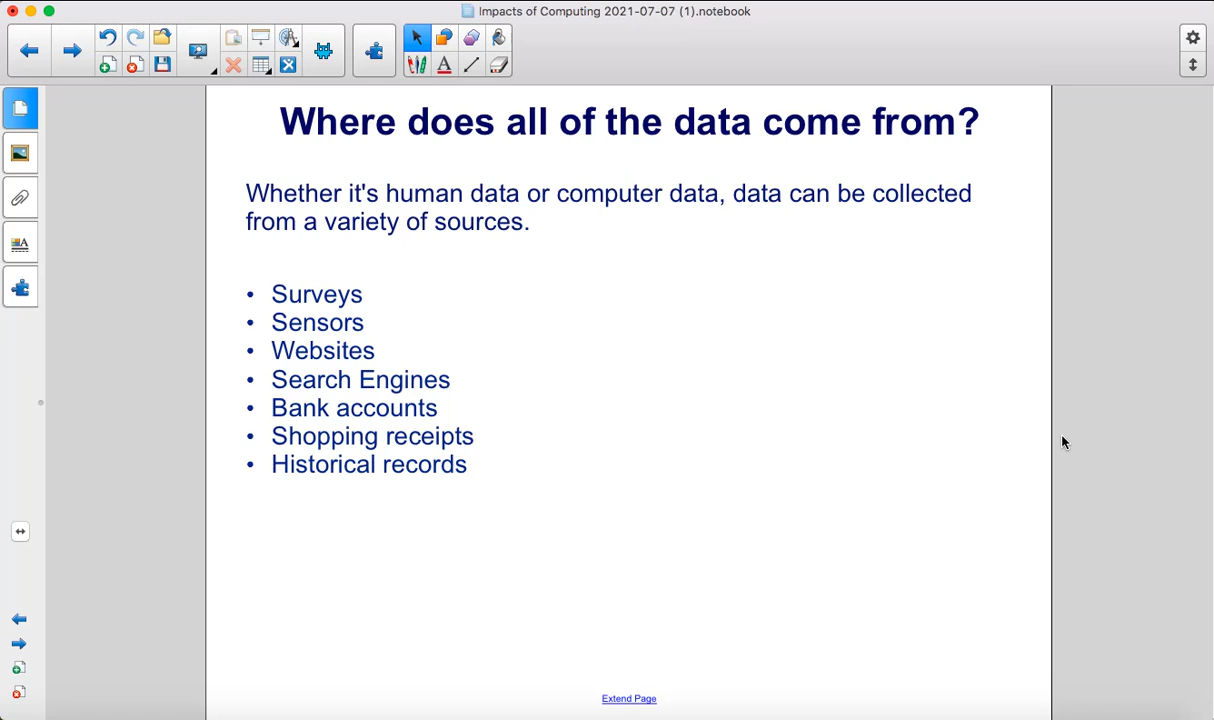 Impacts of Computing 2021-07-07 (1).notebook
Where does all of the data come from?
Whether it's human data or computer data, data can be collected
from a variety of sources.
• Surveys
• Sensors
• Websites
• Search Engines
• Bank accounts
• Shopping receipts
• Historical records
Extend Page